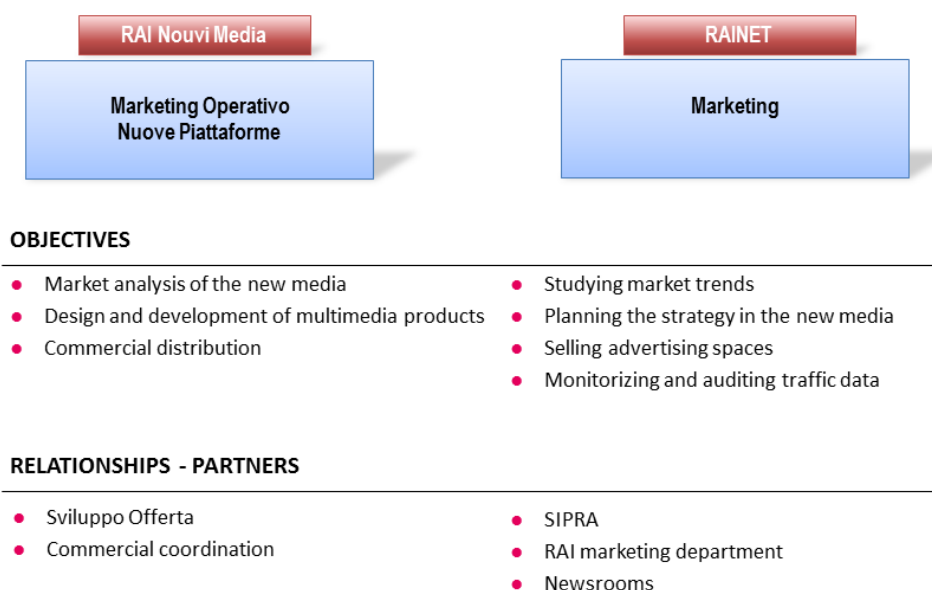 RAI Nouvi Media
RAINET
Marketing Operativo
Nuove Piattaforme
Marketing
OBJECTIVES
● Market analysis of the new media
● Design and development of multimedia products
● Commercial distribution
● Studying market trends
● Planning the strategy in the new media
● Selling advertising spaces
● Monitorizing and auditing traffic data
RELATIONSHIPS - PARTNERS
● Sviluppo Offerta
● Commercial coordination
● SIPRA
● RAI marketing department
● Newsrooms